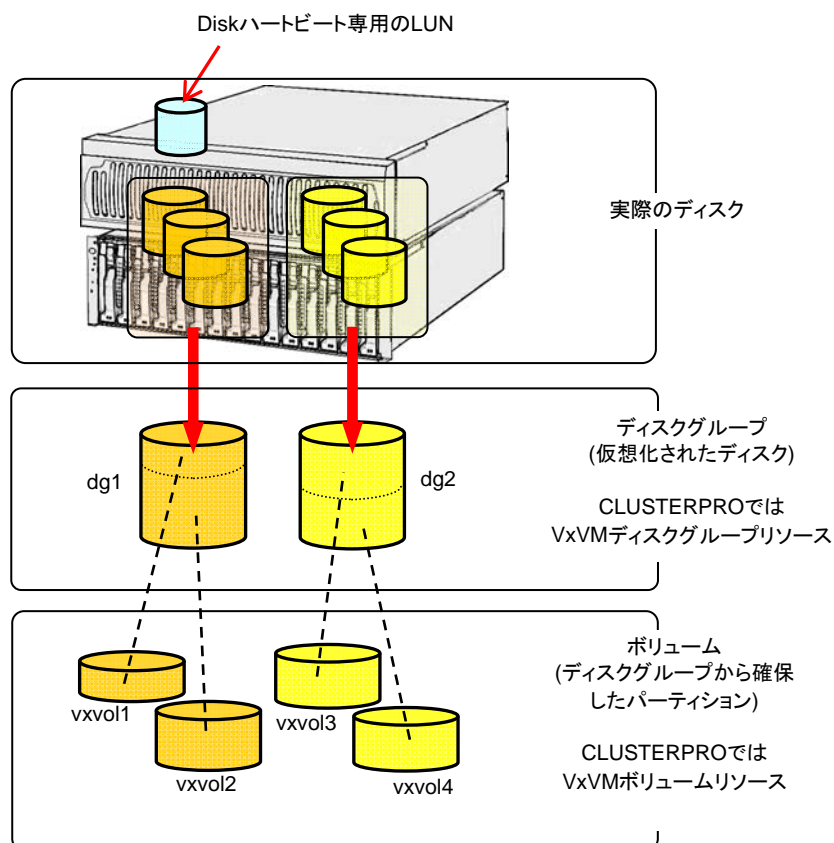 Diskハートビート専用のLUN
実際のディスク
ディスクグループ
(仮想化されたディスク)
dg1
dg2
CLUSTERPROでは
VxVMディスクグループリソース
ボリューム
(ディスクグループから確保
したパーティション)
vxvol1
vxvol3
CLUSTERPROでは
VxVMボリュームリソース
vxvol2
vxvol4